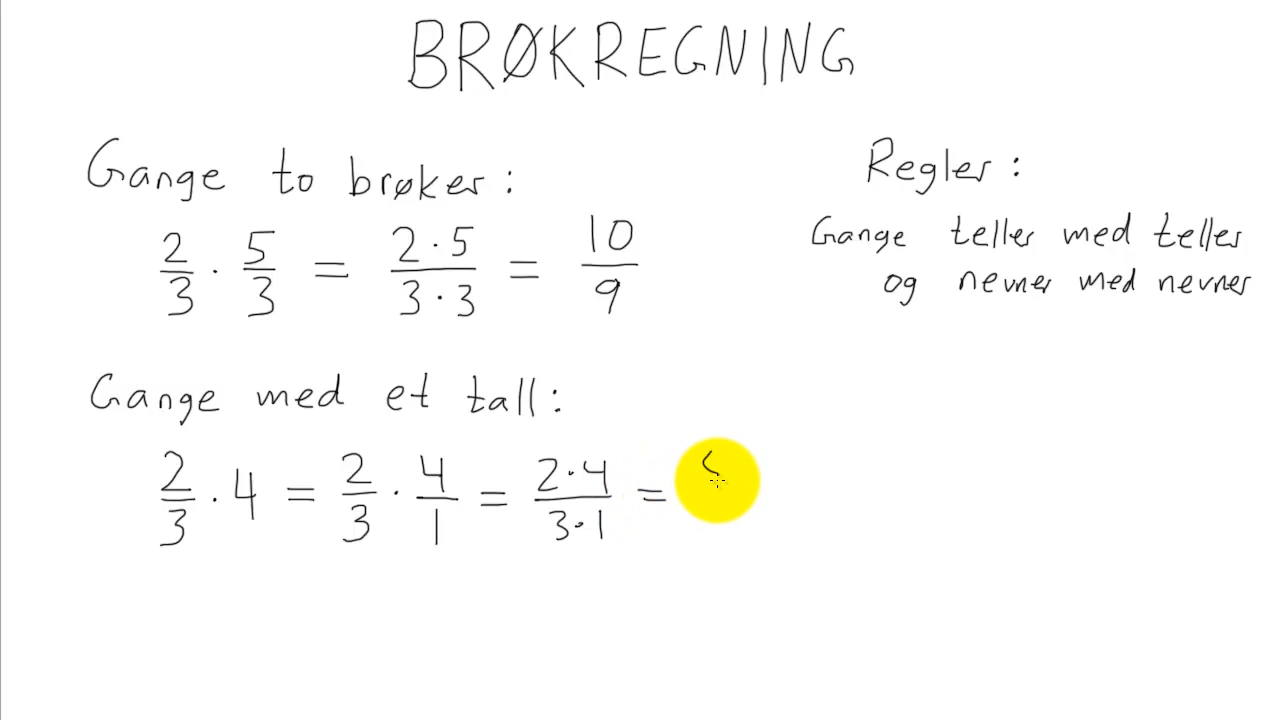 BRØKREGNING
Gange to brøker:
2/3 · 5/3 = 2·5/3·3 = 10/9
Regler:
Gange teller med teller
og nevner med nevner
Gange med et tall:
2/3 · 4 = 2/3 · 4/1 = 2·4/3·1 =